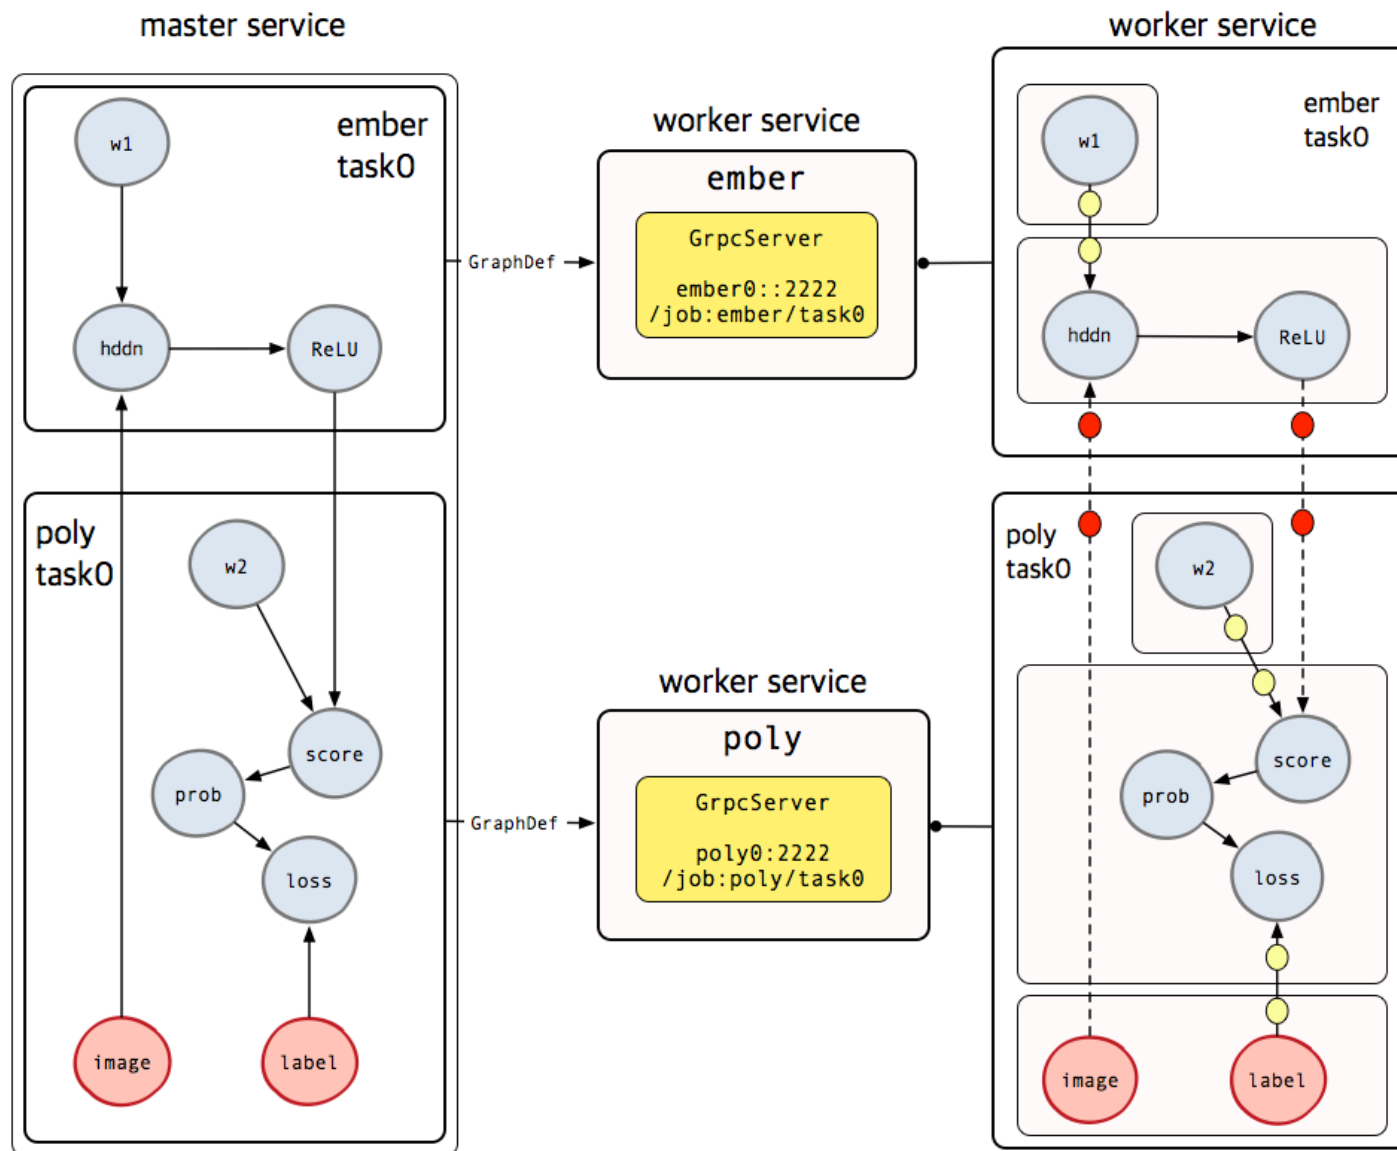 master service
ember
task0
w1
hddn
ReLU
poly
task0
w2
score
prob
loss
image
label
GraphDef
GraphDef
worker service
ember
GrpcServer
ember0::2222
/job:ember/task0
worker service
poly
GrpcServer
poly0:2222
/job:poly/task0
worker service
ember
task0
w1
hddn
ReLU
poly
task0
w2
score
prob
loss
image
label